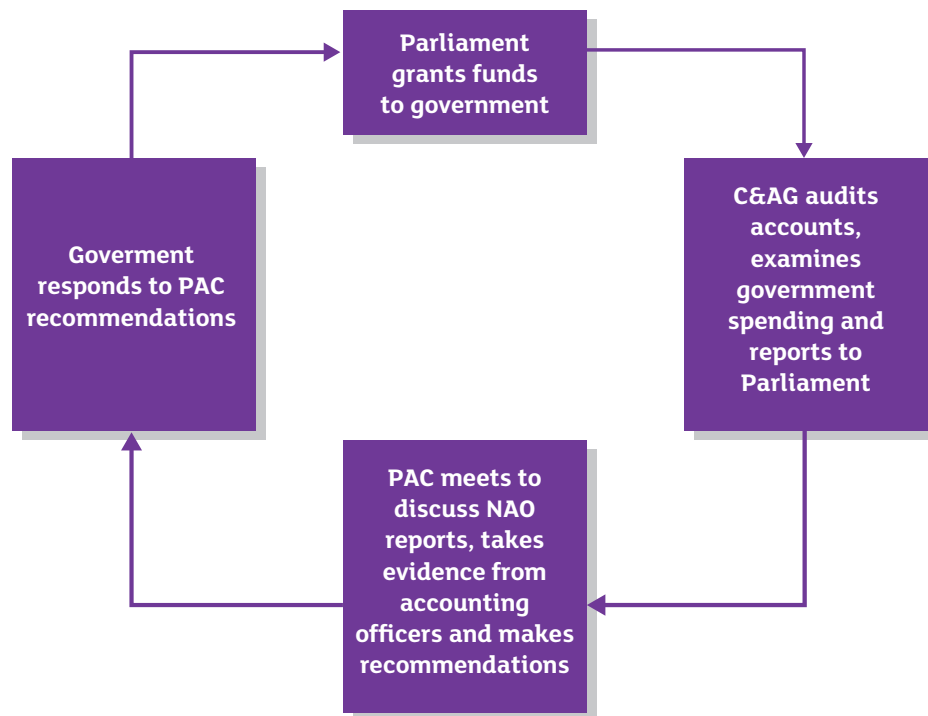 Parliament
grants funds
to government
C&AG audits
accounts,
examines
government
spending and
reports to
Parliament
PAC meets to
discuss NAO
reports, takes
evidence from
accounting
officers and makes
recommendations
Goverment
responds to PAC
recommendations